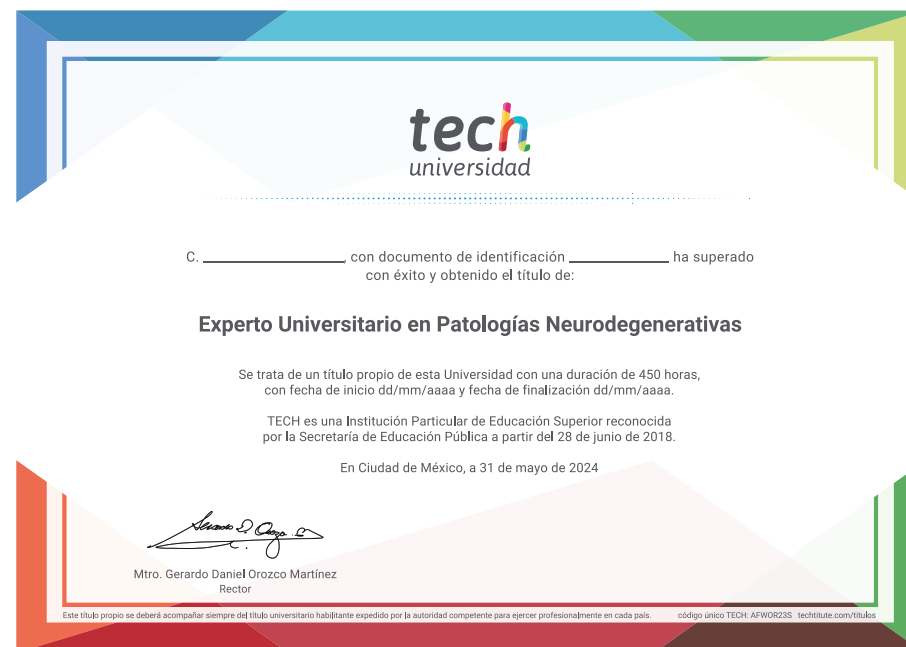 tech
universidad
C. ____________, con documento de identificación ____________ ha superado
con éxito y obtenido el título de:
Experto Universitario en Patologías Neurodegenerativas
Se trata de un título propio de esta Universidad con una duración de 450 horas,
con fecha de inicio dd/mm/aaaa y fecha de finalización dd/mm/aaaa.
TECH es una Institución Particular de Educación Superior reconocida
por la Secretaría de Educación Pública a partir del 28 de junio de 2018.
En Ciudad de México, a 31 de mayo de 2024
Mtro. Gerardo Daniel Orozco Martínez
Rector
Este título propio se deberá acompañar siempre del título universitario habilitante expedido por la autoridad competente para ejercer profesionalmente en cada país. código único TECH: AFWOR23S techtitute.com/titulos